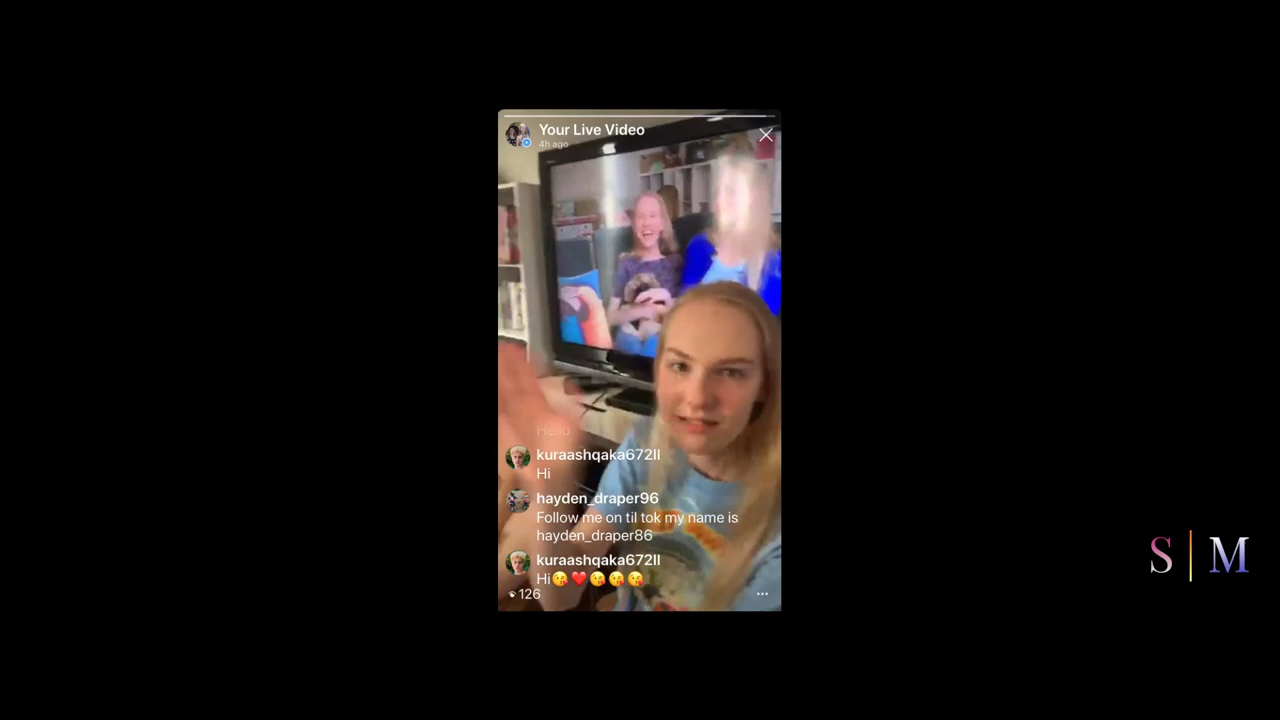 Your Live Video
4h ago
Hello
kuraashqaka672ll
Hi
hayden_draper96
Follow me on til tok my name is
hayden_draper86
kuraashqaka672ll
Hi😘❤️😘😘😘
126
S | M